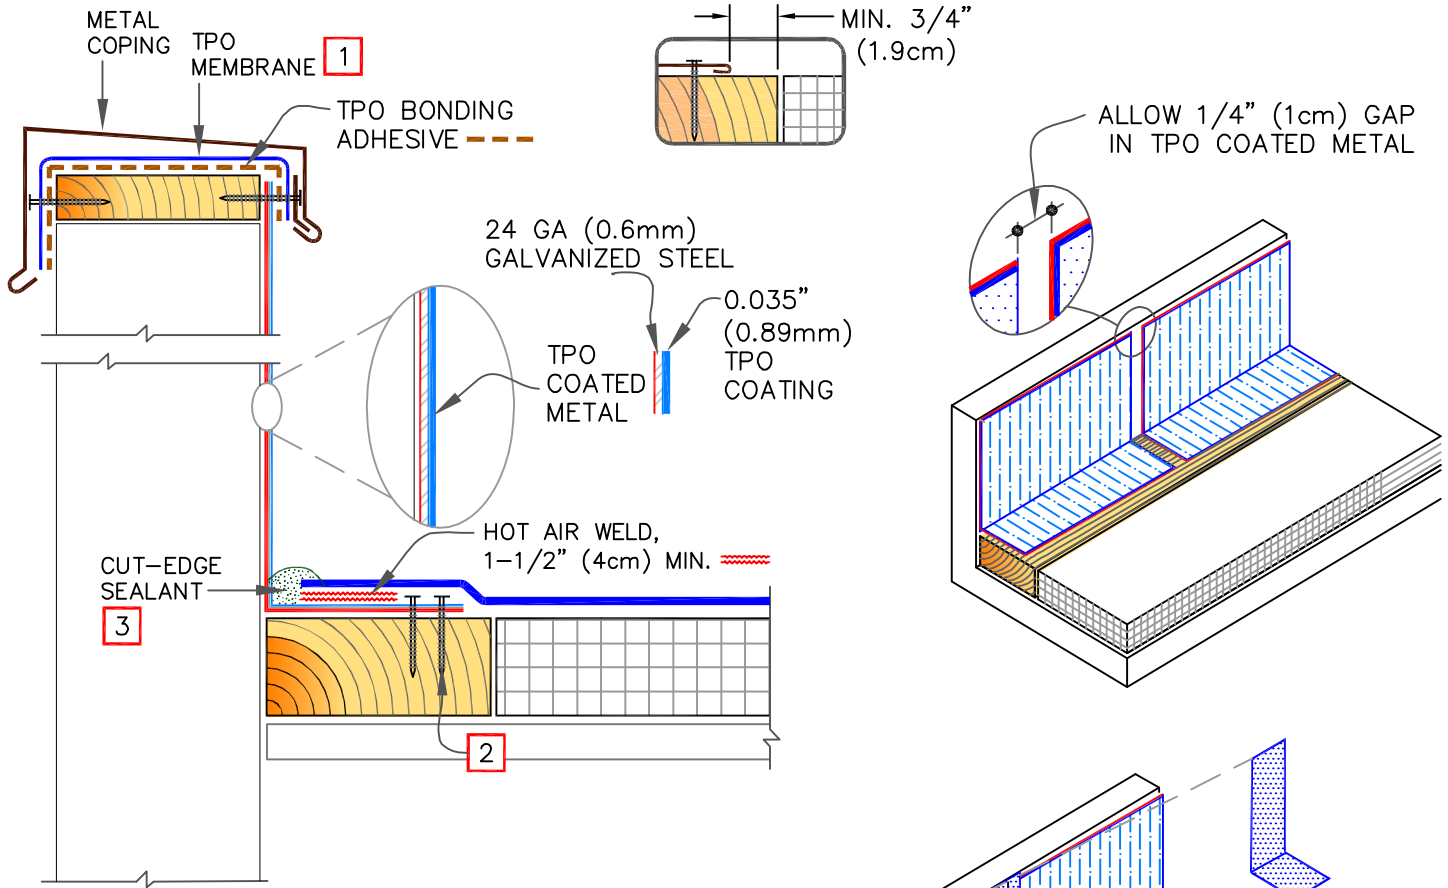 METAL
COPING
TPO
MEMBRANE
1
TPO BONDING
ADHESIVE
MIN. 3/4”
(1.9cm)
ALLOW 1/4” (1cm) GAP
IN TPO COATED METAL
24 GA (0.6mm)
GALVANIZED STEEL
0.035”
(0.89mm)
TPO
COATING
TPO
COATED
METAL
HOT AIR WELD,
1-1/2” (4cm) MIN.
CUT-EDGE
SEALANT
3
2